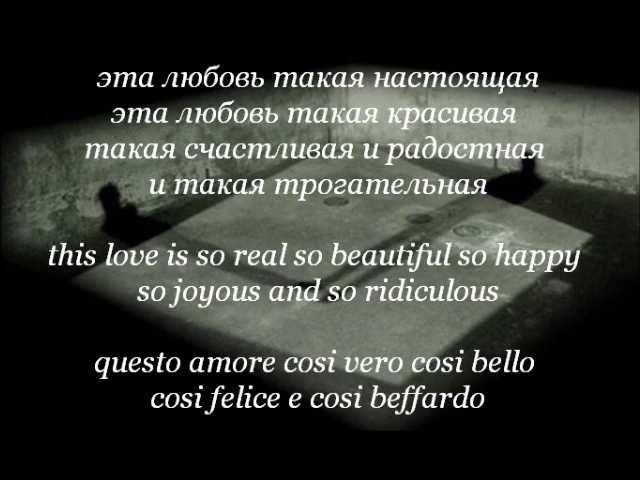 эта любовь такая настоящая
эта любовь такая красивая
такая счастливая и радостная
и такая трогательная
this love is so real so beautiful so happy
so joyous and so ridiculous
questo amore cosi vero cosi bello
cosi felice e cosi beffardo